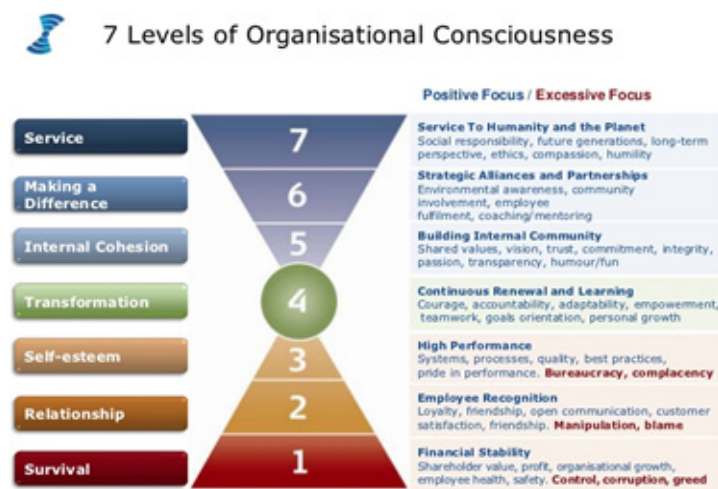 7 Levels of Organisational Consciousness
Positive Focus / Excessive Focus
Service
7
Service To Humanity and the Planet
Social responsibility, future generations, long-term
perspective, ethics, compassion, humility
Making a
Difference
6
Strategic Alliances and Partnerships
Environmental awareness, community
involvement, employee
fulfilment, coaching/mentoring
Internal Cohesion
5
Building Internal Community
Shared values, vision, trust, commitment, integrity,
passion, transparency, humour/fun
Transformation
4
Continuous Renewal and Learning
Courage, accountability, adaptability, empowerment,
teamwork, goals orientation, personal growth
Self-esteem
3
High Performance
Systems, processes, quality, best practices,
pride in performance. Bureaucracy, complacency
Relationship
2
Employee Recognition
Loyalty, friendship, open communication, customer
satisfaction, friendship. Manipulation, blame
Survival
1
Financial Stability
Shareholder value, profit, organisational growth,
employee health, safety. Control, corruption, greed